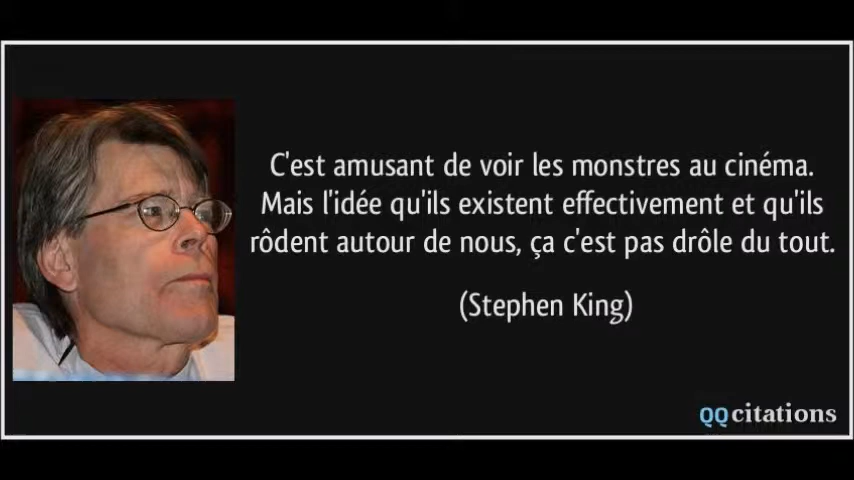 C'est amusant de voir les monstres au cinéma.
Mais l'idée qu'ils existent effectivement et qu'ils
rôdent autour de nous, ça c'est pas drôle du tout.
(Stephen King)
QQcitations